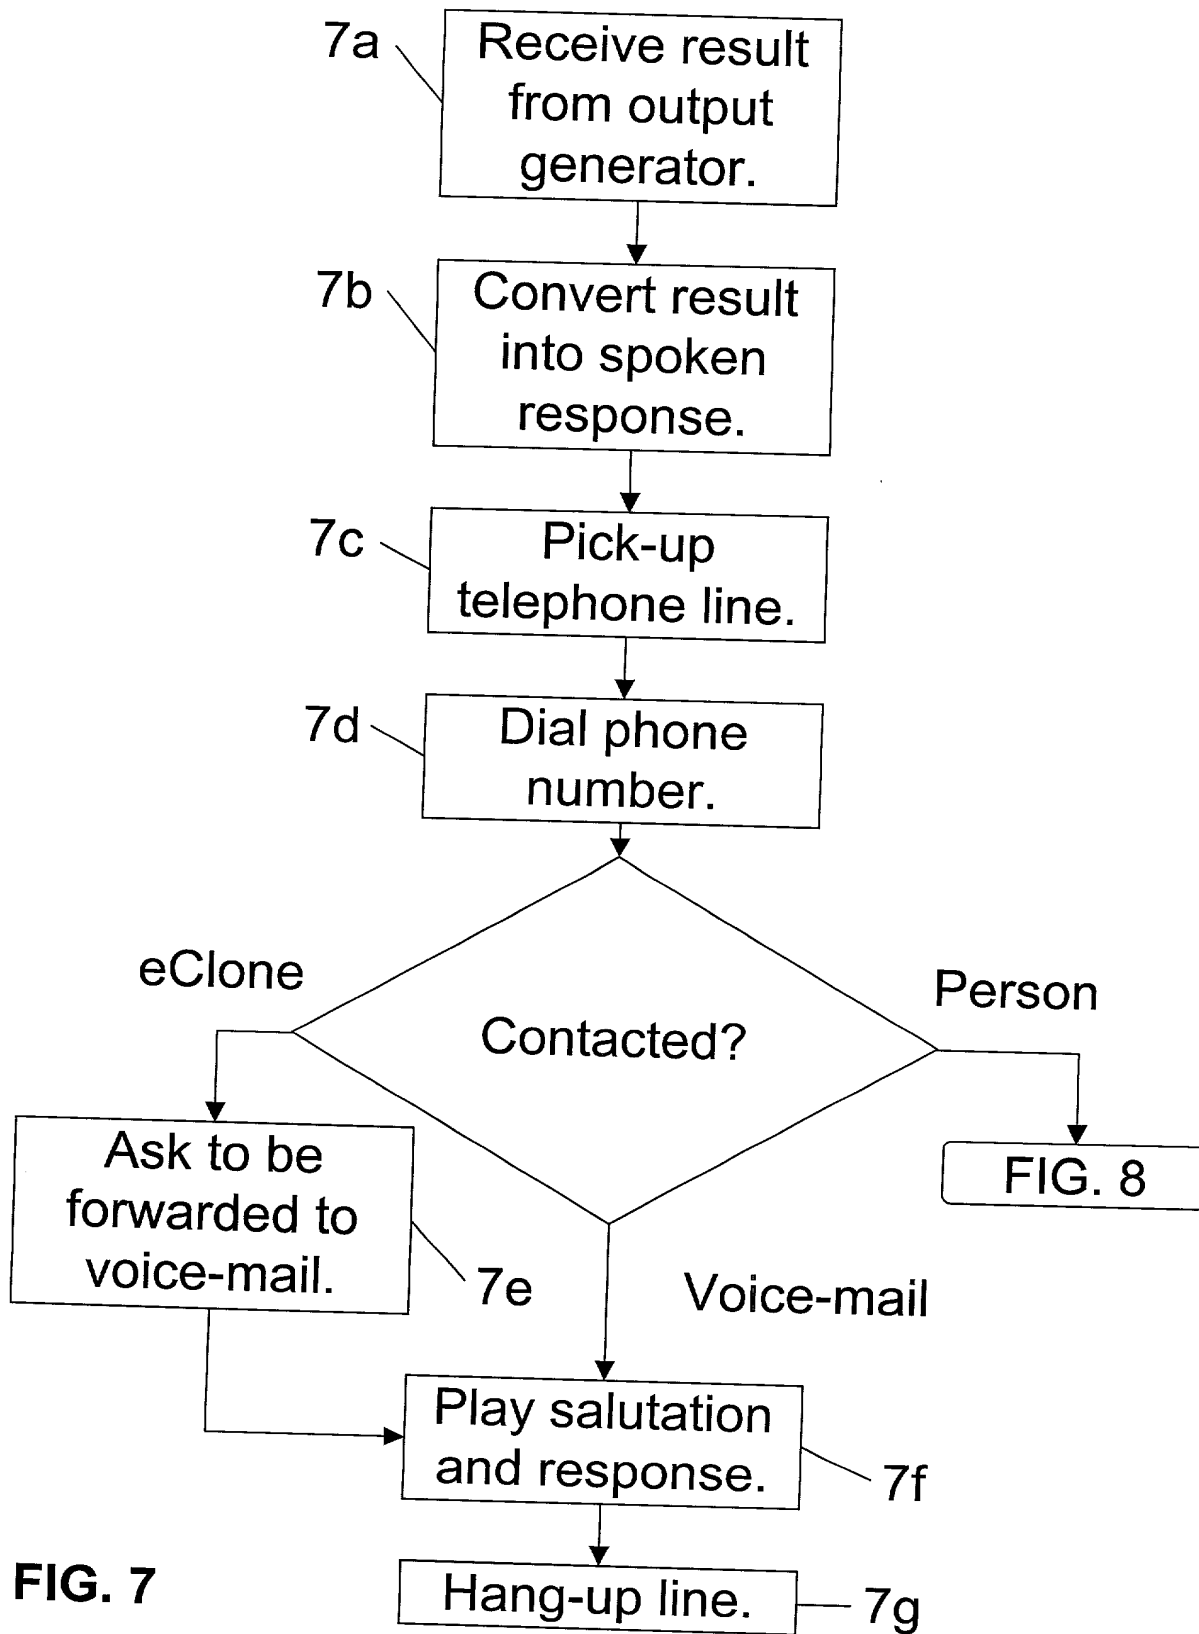 7a
Receive result
from output
generator.
7b
Convert result
into spoken
response.
7c
Pick-up
telephone line.
7d
Dial phone
number.
eClone
Contacted?
Person
Ask to be
forwarded to
voice-mail.
7e
Voice-mail
FIG. 8
Play salutation
and response.
7f
Hang-up line.
7g
FIG. 7